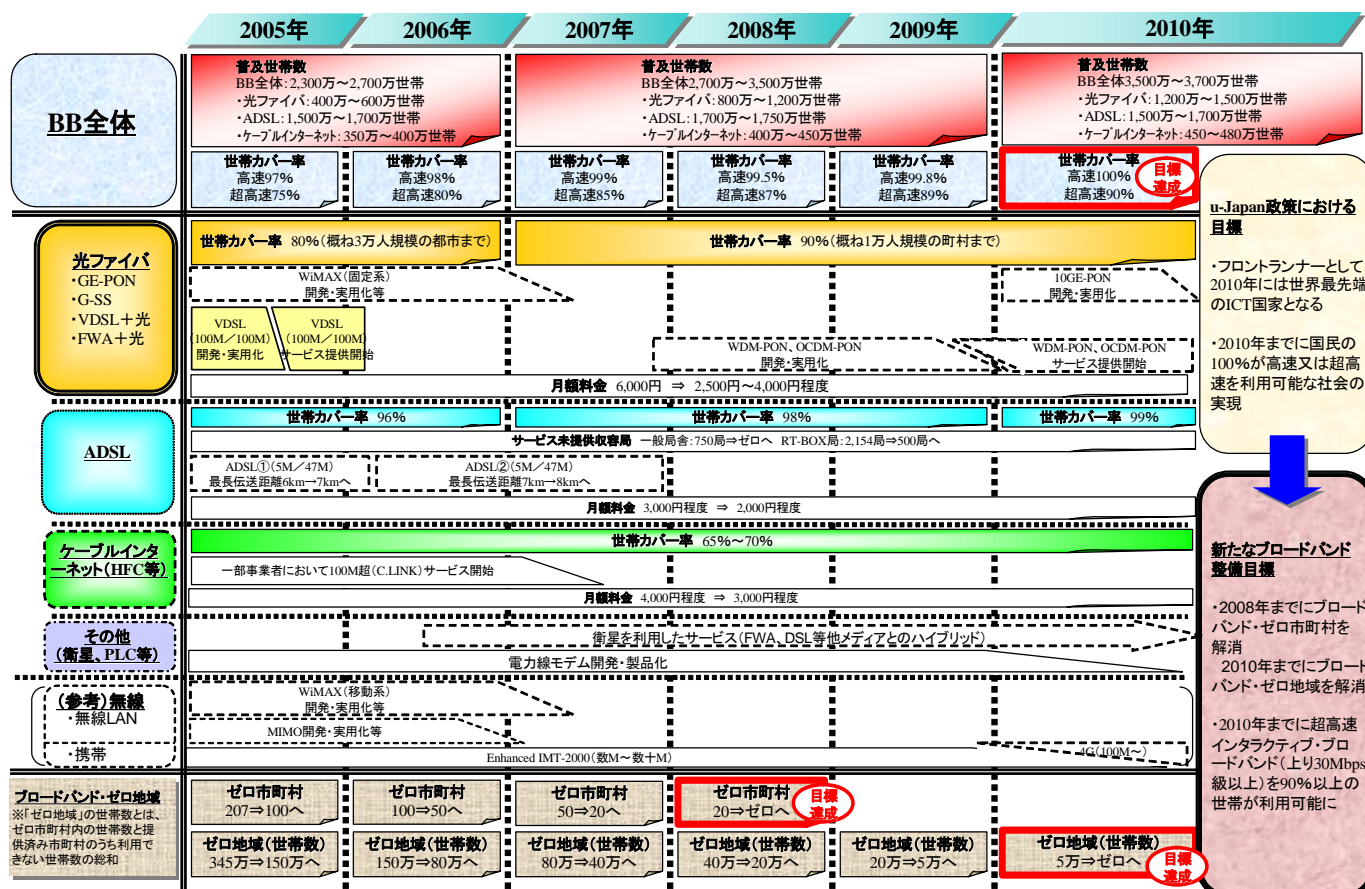 2005年
2006年
2007年
2008年
2009年
2010年
BB全体
普及世帯数
BB全体:2,300万~2,700万世帯
・光ファイバ:400万~600万世帯
・ADSL:1,500万~1,700万世帯
・ケーブルインターネット:350万~400万世帯
普及世帯数
BB全体2,700万~3,500万世帯
・光ファイバ:800万~1,200万世帯
・ADSL:1,700万~1,750万世帯
・ケーブルインターネット:400万~450万世帯
普及世帯数
BB全体3,500万~3,700万世帯
・光ファイバ:1,200万~1,500万世帯
・ADSL:1,500万~1,700万世帯
・ケーブルインターネット:450~480万世帯
世帯カバー率
高速97%
超高速75%
世帯カバー率
高速98%
超高速80%
世帯カバー率
高速99%
超高速85%
世帯カバー率
高速99.5%
超高速87%
世帯カバー率
高速99.8%
超高速89%
世帯カバー率
高速100%
超高速90%
目標
達成
光ファイバ
・GE-PON
・G-SS
・VDSL+光
・FWA+光
世帯カバー率 80%(概ね3万人規模の都市まで)
世帯カバー率 90%(概ね1万人規模の町村まで)
WiMAX(固定系)
開発・実用化等
10GE-PON
開発・実用化
VDSL
(100M/100M)
開発・実用化
VDSL
(100M/100M)
サービス提供開始
WDM-PON、OCDM-PON
開発・実用化
WDM-PON、OCDM-PON
サービス提供開始
月額料金 6,000円 ⇒ 2,500円~4,000円程度
ADSL
世帯カバー率 96%
世帯カバー率 98%
世帯カバー率 99%
サービス未提供収容局 一般局舎:750局⇒ゼロへ RT-BOX局:2,154局⇒500局へ
ADSL①(5M/47M)
最長伝送距離6km→7kmへ
ADSL②(5M/47M)
最長伝送距離7km→8kmへ
月額料金 3,000円程度 ⇒ 2,000円程度
ケーブルインタ
ーネット(HFC等)
世帯カバー率 65%~70%
一部事業者において100M超(C.LINK)サービス開始
月額料金 4,000円程度 ⇒ 3,000円程度
その他
(衛星、PLC等)
衛星を利用したサービス(FWA、DSL等他メディアとのハイブリッド)
電力線モデム開発・製品化
(参考)無線
・無線LAN
・携帯
WiMAX(移動系)
開発・実用化等
MIMO開発・実用化等
Enhanced IMT-2000(数M~数十M)
4G(100M~)
ブロードバンド・ゼロ地域
※「ゼロ地域」の世帯数とは、
ゼロ市町村内の世帯数と提
供済み市町村のうち利用で
きない世帯数の総和
ゼロ市町村
207⇒100へ
ゼロ市町村
100⇒50へ
ゼロ市町村
50⇒20へ
ゼロ市町村
20⇒ゼロへ
目標
達成
ゼロ地域(世帯数)
345万⇒150万へ
ゼロ地域(世帯数)
150万⇒80万へ
ゼロ地域(世帯数)
80万⇒40万へ
ゼロ地域(世帯数)
40万⇒20万へ
ゼロ地域(世帯数)
20万⇒5万へ
ゼロ地域(世帯数)
5万⇒ゼロへ
目標
達成
u-Japan政策における
目標
・フロントランナーとして
2010年には世界最先端
のICT国家となる
・2010年までに国民の
100%が高速又は超高
速を利用可能な社会の
実現
新たなブロードバンド
整備目標
・2008年までにブロード
バンド・ゼロ市町村を
解消
2010年までにブロード
バンド・ゼロ地域を解消
・2010年までに超高速
インタラクティブ・ブロ
ードバンド(上り30Mbps
級以上)を90%以上の
世帯が利用可能に